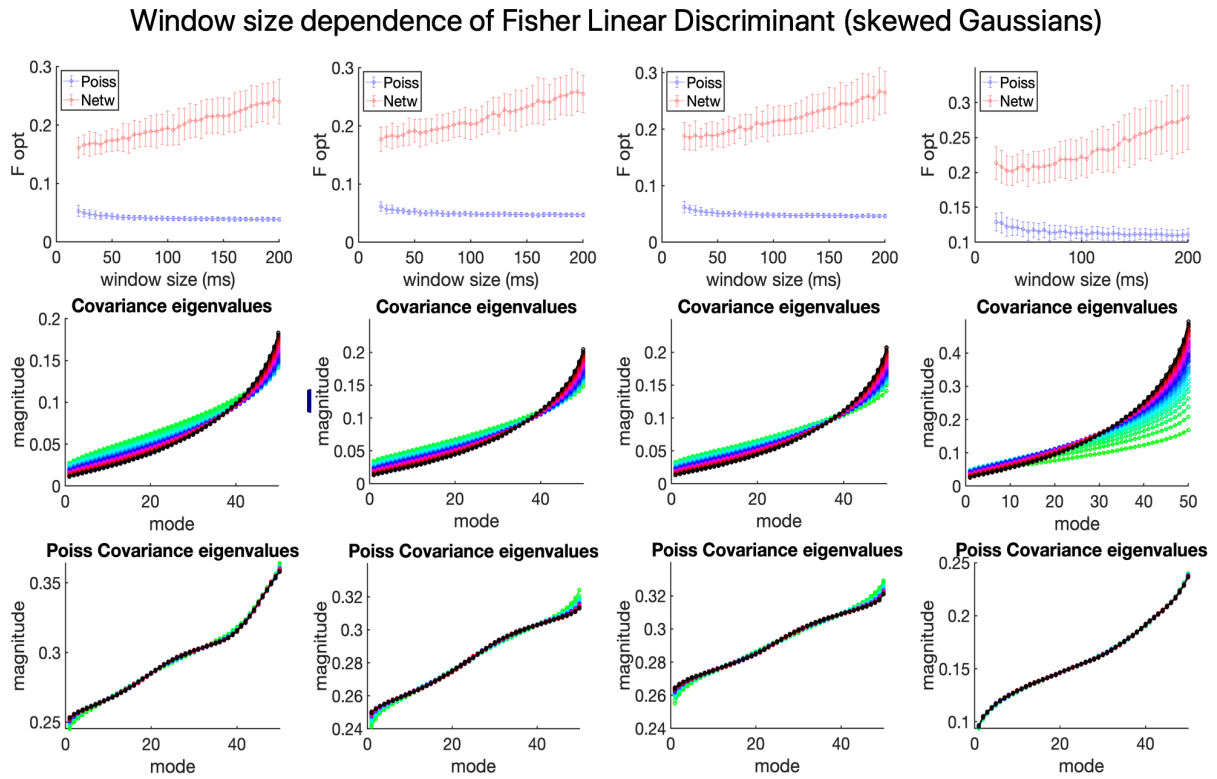 Window size dependence of Fisher Linear Discriminant (skewed Gaussians)
0.3
0.2
0.1
0
F opt
Poiss
Netw
0 50 100 150 200
window size (ms)
0.3
0.2
0.1
0
F opt
Poiss
Netw
0 50 100 150 200
window size (ms)
0.3
0.2
0.1
0
F opt
Poiss
Netw
0 50 100 150 200
window size (ms)
0.3
0.25
0.2
0.15
0.1
F opt
Poiss
Netw
0 100 200
window size (ms)
Covariance eigenvalues
0.2
0.15
0.1
0.05
0
magnitude
0 20 40
mode
Covariance eigenvalues
0.2
0.15
0.1
0.05
0
magnitude
0 20 40
mode
Covariance eigenvalues
0.2
0.15
0.1
0.05
0
magnitude
0 20 40
mode
Covariance eigenvalues
0.4
0.3
0.2
0.1
0
magnitude
0 10 20 30 40 50
mode
Poiss Covariance eigenvalues
0.35
0.3
0.25
magnitude
0 20 40
mode
Poiss Covariance eigenvalues
0.32
0.3
0.28
0.26
0.24
magnitude
0 20 40
mode
Poiss Covariance eigenvalues
0.32
0.3
0.28
0.26
0.24
magnitude
0 20 40
mode
Poiss Covariance eigenvalues
0.25
0.2
0.15
0.1
magnitude
0 20 40
mode